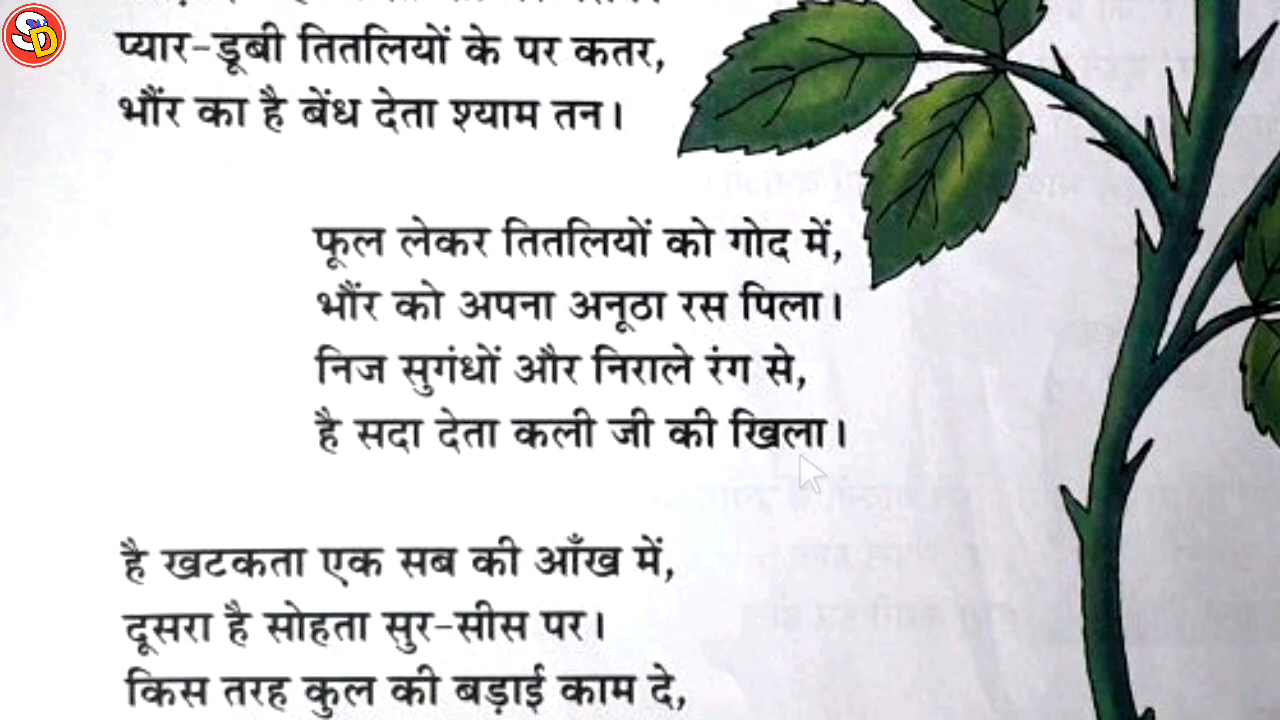 प्यार-डूबी तितलियों के पर कतर,
भौंर का है बेंध देता श्याम तन।
फूल लेकर तितलियों को गोद में,
भौंर को अपना अनूठा रस पिला।
निज सुगंधों और निराले रंग से,
है सदा देता कली जी की खिला।
है खटकता एक सब की आँख में,
दूसरा है सोहता सुर-सीस पर।
किस तरह कुल की बड़ाई काम दे,
SD